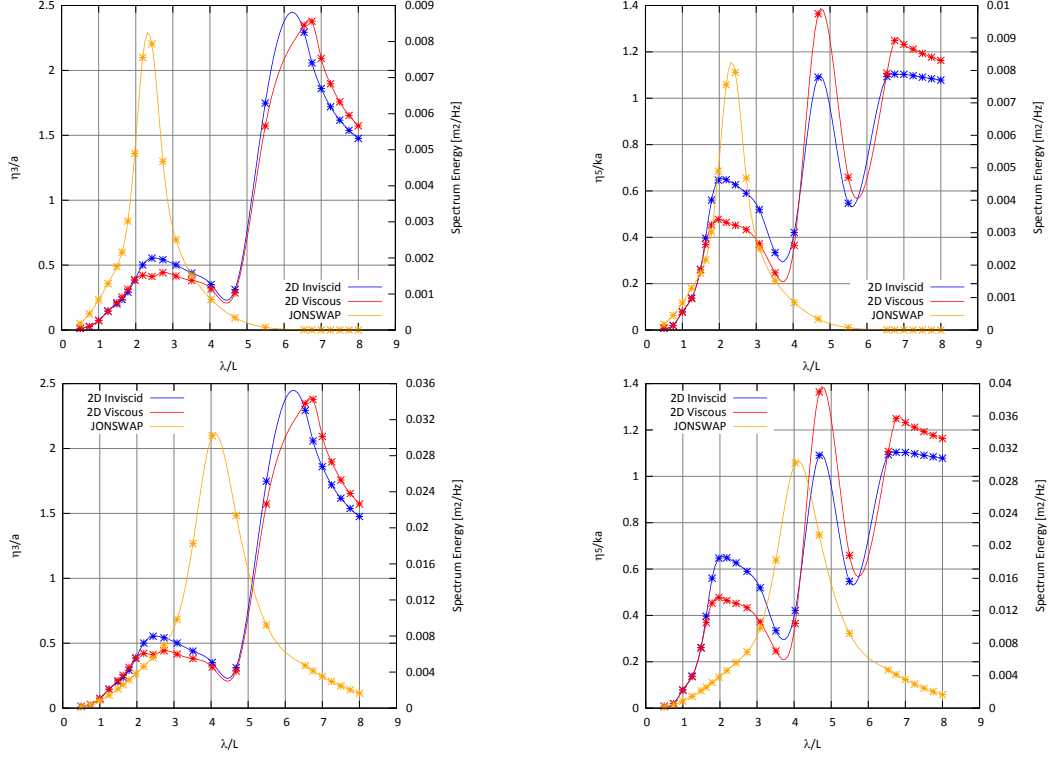 2.5
2
1.5
1
0.5
0
0 1 2 3 4 5 6 7 8 9
0.009
0.008
0.007
0.006
0.005
0.004
0.003
0.002
0.001
0
η3/a
λ/L
Spectrum Energy [m2/Hz]
2D Inviscid
2D Viscous
JONSWAP
1.4
1.2
1
0.8
0.6
0.4
0.2
0
0 1 2 3 4 5 6 7 8 9
0.01
0.009
0.008
0.007
0.006
0.005
0.004
0.003
0.002
0.001
0
η5/ka
λ/L
Spectrum Energy [m2/Hz]
2D Inviscid
2D Viscous
JONSWAP
2.5
2
1.5
1
0.5
0
0 1 2 3 4 5 6 7 8 9
0.036
0.034
0.03
0.026
0.022
0.018
0.014
0.01
0.008
0.004
0
η3/a
λ/L
Spectrum Energy [m2/Hz]
2D Inviscid
2D Viscous
JONSWAP
1.4
1.2
1
0.8
0.6
0.4
0.2
0
0 1 2 3 4 5 6 7 8 9
0.04
0.036
0.032
0.028
0.024
0.02
0.016
0.012
0.008
0.004
0
η5/ka
λ/L
Spectrum Energy [m2/Hz]
2D Inviscid
2D Viscous
JONSWAP